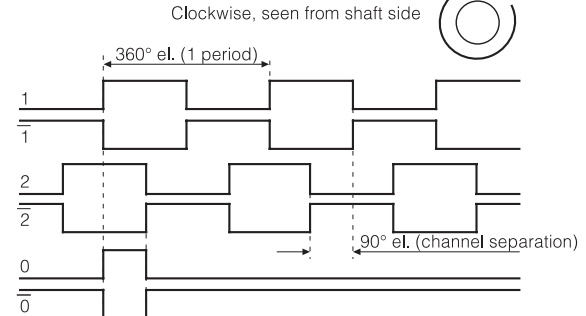 Clockwise, seen from shaft side
360° el. (1 period)
1
1̅
2
2̅
90° el. (channel separation)
0
0̅